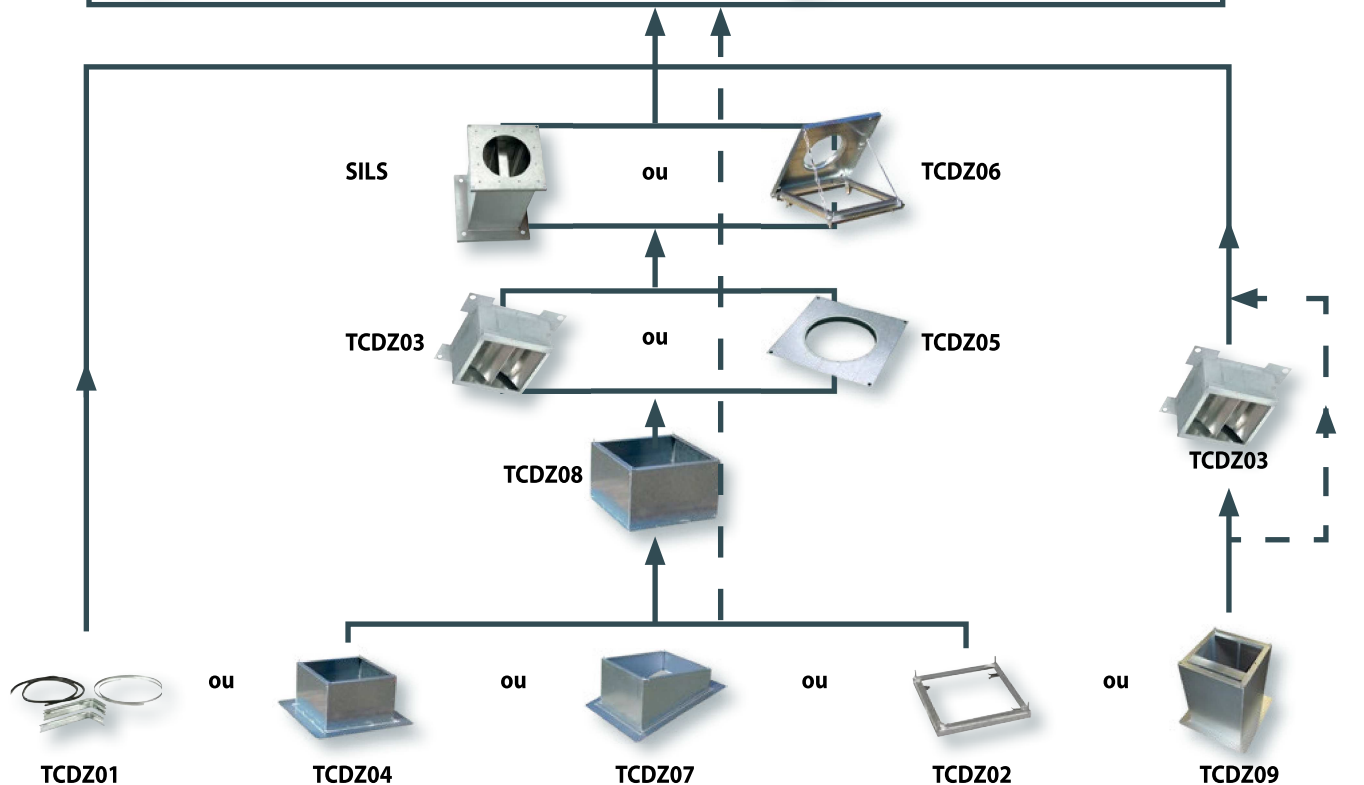 SILS
ou
TCDZ06
TCDZ03
ou
TCDZ05
TCDZ08
TCDZ03
ou
ou
ou
ou
TCDZ01
TCDZ04
TCDZ07
TCDZ02
TCDZ09